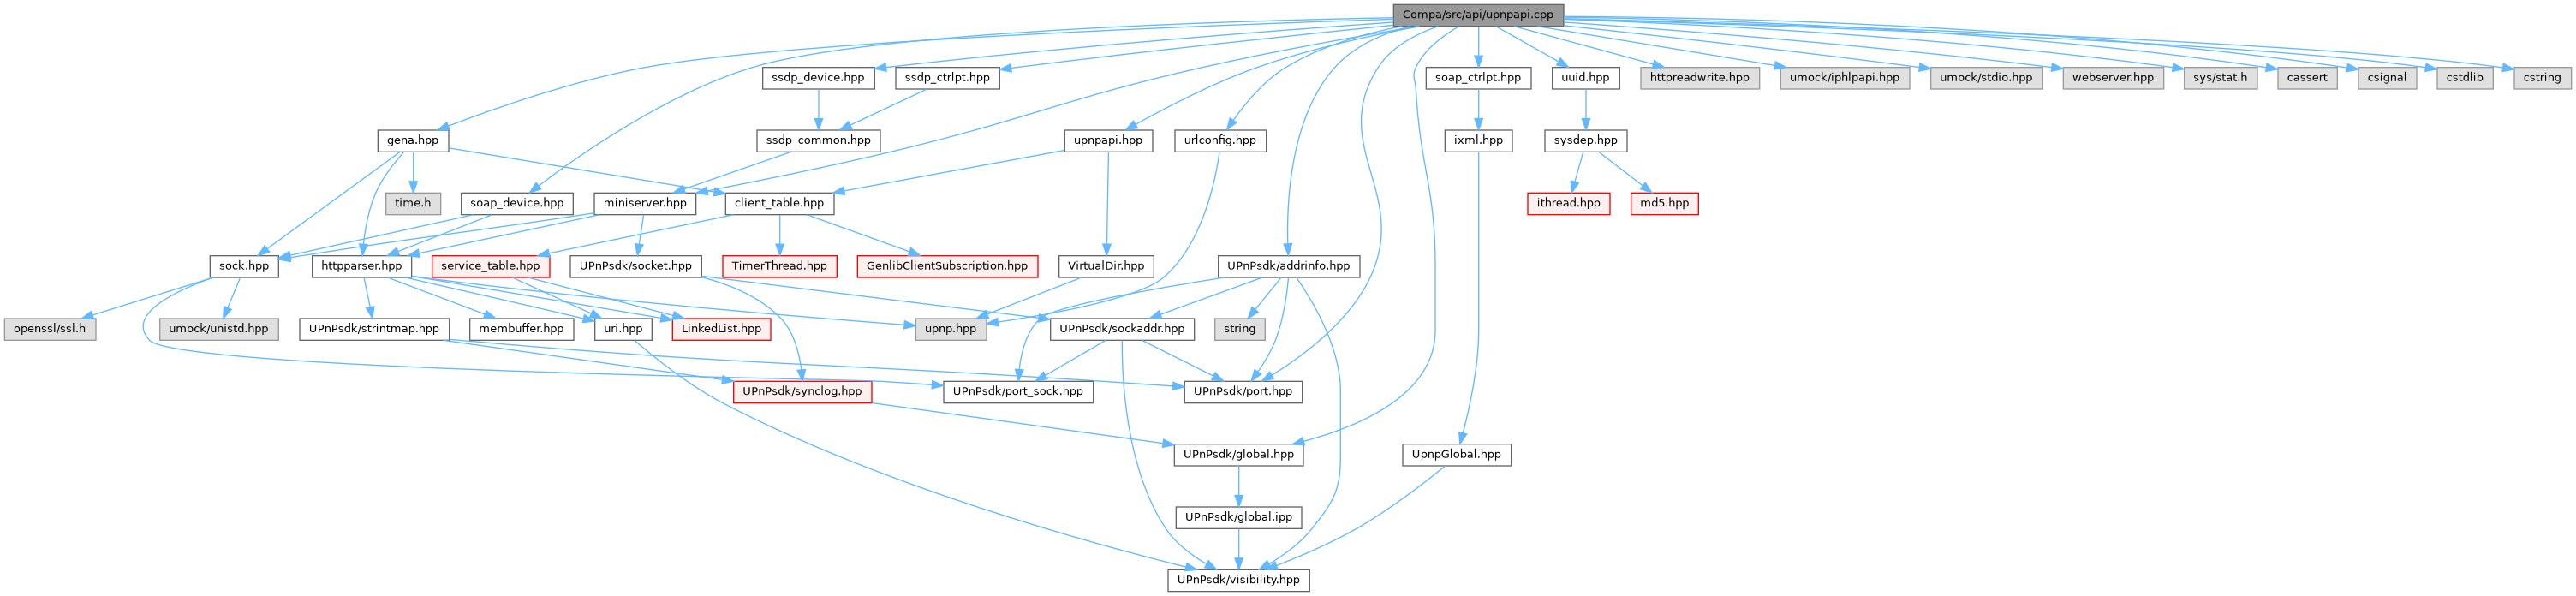 Compa/src/api/upnpapi.cpp
ssdp_device.hpp
ssdp_ctrlpt.hpp
soap_ctrlpt.hpp
uuid.hpp
httpreadwrite.hpp
umock/iphlpapi.hpp
umock/stdio.hpp
webserver.hpp
sys/stat.h
cassert
csignal
cstdlib
cstring
gena.hpp
ssdp_common.hpp
upnpapi.hpp
urlconfig.hpp
ixml.hpp
sysdep.hpp
time.h
soap_device.hpp
miniserver.hpp
client_table.hpp
ithread.hpp
md5.hpp
sock.hpp
httpparser.hpp
service_table.hpp
UPnPsdk/socket.hpp
TimerThread.hpp
GenlibClientSubscription.hpp
VirtualDir.hpp
UPnPsdk/addrinfo.hpp
openssl/ssl.h
umock/unistd.hpp
UPnPsdk/strintmap.hpp
membuffer.hpp
uri.hpp
LinkedList.hpp
upnp.hpp
UPnPsdk/sockaddr.hpp
string
UPnPsdk/synclog.hpp
UPnPsdk/port_sock.hpp
UPnPsdk/port.hpp
UPnPsdk/global.hpp
UpnpGlobal.hpp
UPnPsdk/global.ipp
UPnPsdk/visibility.hpp